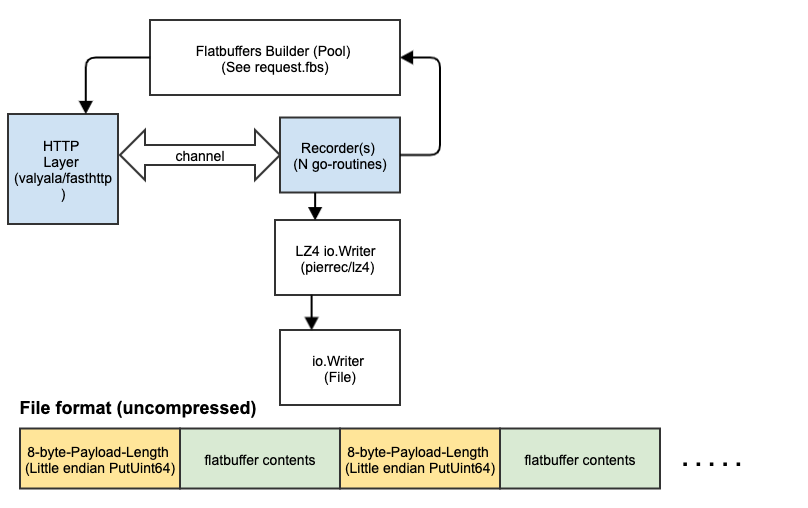 Flatbuffers Builder (Pool)
(See request.fbs)
HTTP
Layer
(valyala/fasthttp
)
channel
Recorder(s)
(N go-routines)
LZ4 io.Writer
(pierrec/lz4)
io.Writer
(File)
File format (uncompressed)
8-byte-Payload-Length
(Little endian PutUint64)
flatbuffer contents
8-byte-Payload-Length
(Little endian PutUint64)
flatbuffer contents
. . . . .